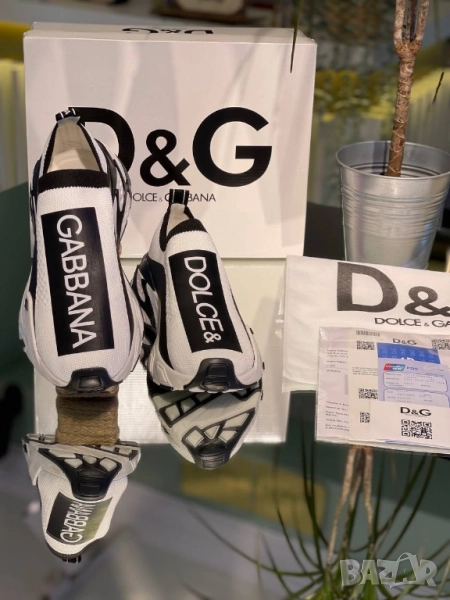 D&G
D&G
DOLCE & GABBANA
GABBANA
DOLCE&
D&
DOLCE & GA
D&G
D&G
GABBANA
BAZAR